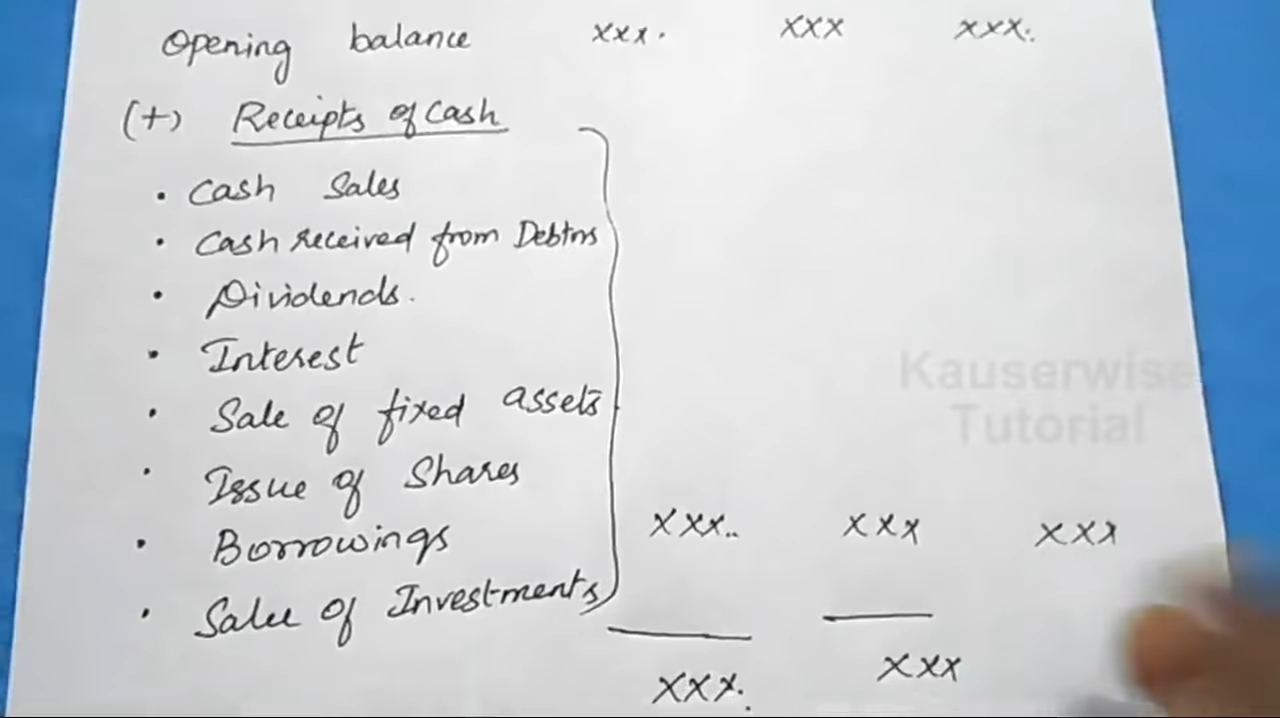 Opening balance xxx. xxx xxx.
(+) Receipts of Cash
• Cash Sales
• Cash received from Debtors
• Dividends.
• Interest
• Sale of fixed assets
• Issue of Shares
• Borrowings xxx.. xxx xxx
• Sale of Investments
xxx. xxx
Kauserwise
Tutorial